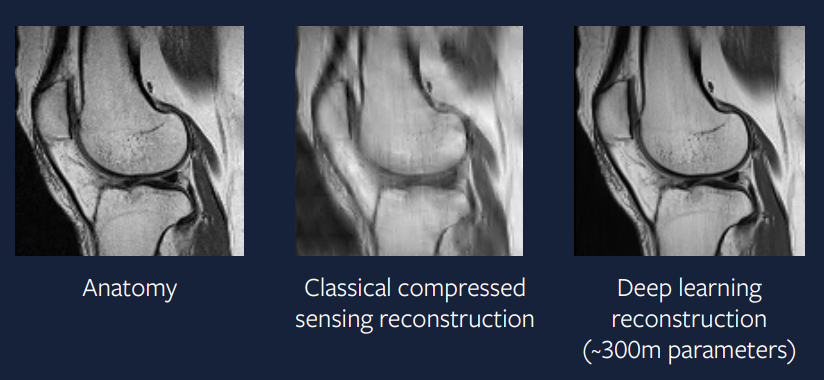 Anatomy
Classical compressed
sensing reconstruction
Deep learning
reconstruction
(~300m parameters)